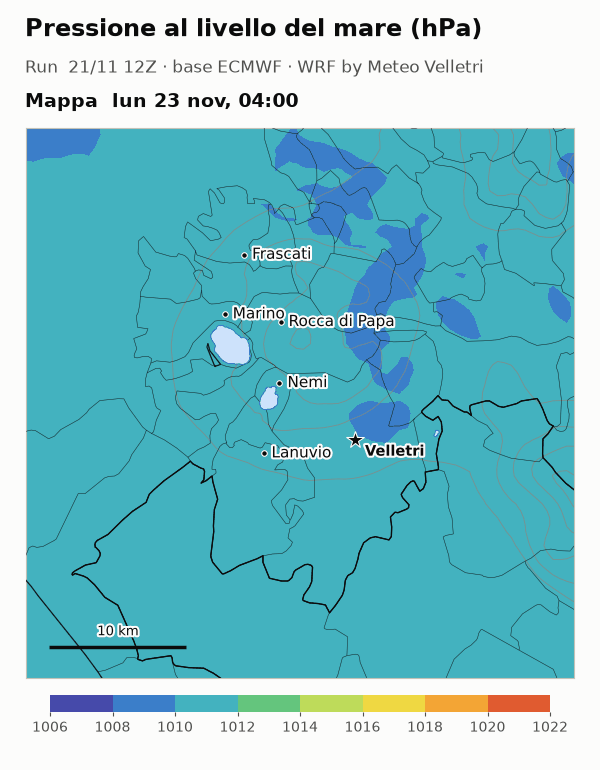 Pressione al livello del mare (hPa)
Run  21/11 12Z · base ECMWF · WRF by Meteo Velletri
Mappa  lun 23 nov, 04:00
Frascati
Marino
Rocca di Papa
Nemi
Velletri
Lanuvio
10 km
1006 1008 1010 1012 1014 1016 1018 1020 1022